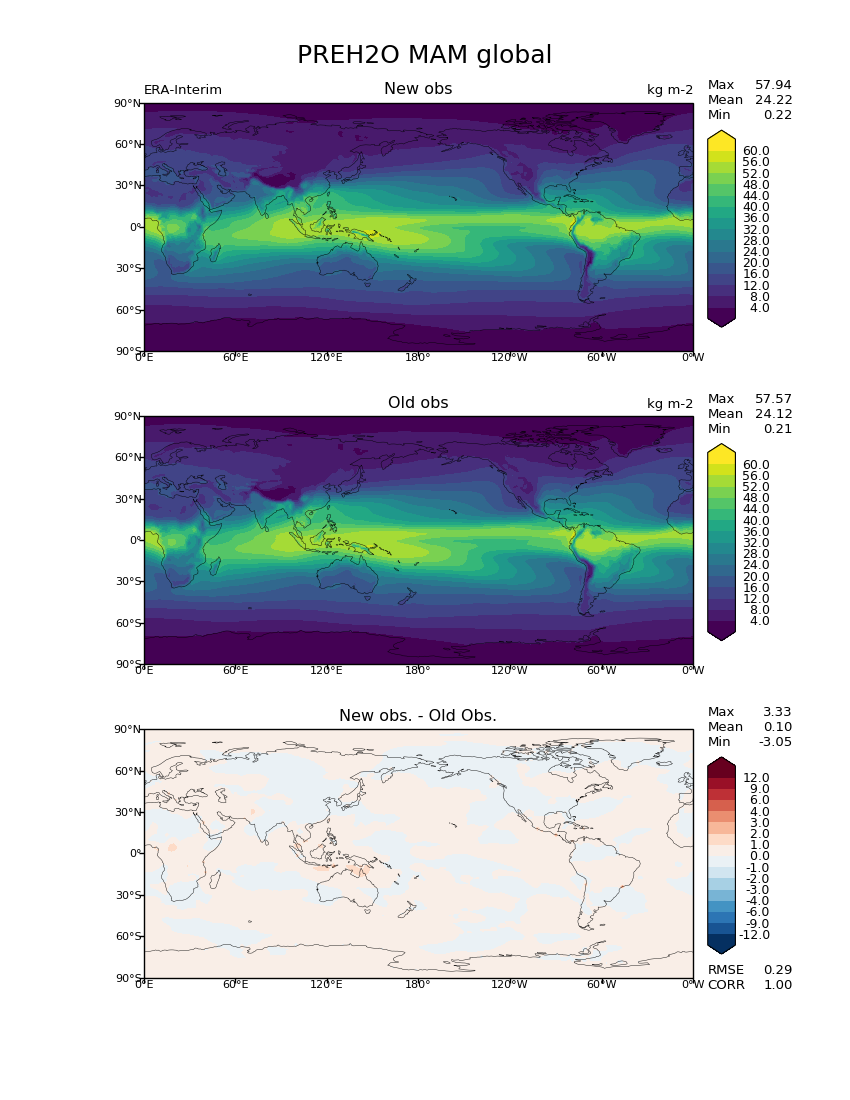 PREH2O MAM global
ERA-Interim New obs kg m-2
Max 57.94
Mean 24.22
Min 0.22
90°N
60°N
30°N
0°
30°S
60°S
90°S
0°E 60°E 120°E 180° 120°W 60°W 0°W
60.0
56.0
52.0
48.0
44.0
40.0
36.0
32.0
28.0
24.0
20.0
16.0
12.0
8.0
4.0
Old obs kg m-2
Max 57.57
Mean 24.12
Min 0.21
90°N
60°N
30°N
0°
30°S
60°S
90°S
0°E 60°E 120°E 180° 120°W 60°W 0°W
60.0
56.0
52.0
48.0
44.0
40.0
36.0
32.0
28.0
24.0
20.0
16.0
12.0
8.0
4.0
New obs. - Old Obs.
Max 3.33
Mean 0.10
Min -3.05
90°N
60°N
30°N
0°
30°S
60°S
90°S
0°E 60°E 120°E 180° 120°W 60°W 0°W
12.0
9.0
6.0
4.0
3.0
2.0
1.0
0.0
-1.0
-2.0
-3.0
-4.0
-6.0
-9.0
-12.0
RMSE 0.29
CORR 1.00